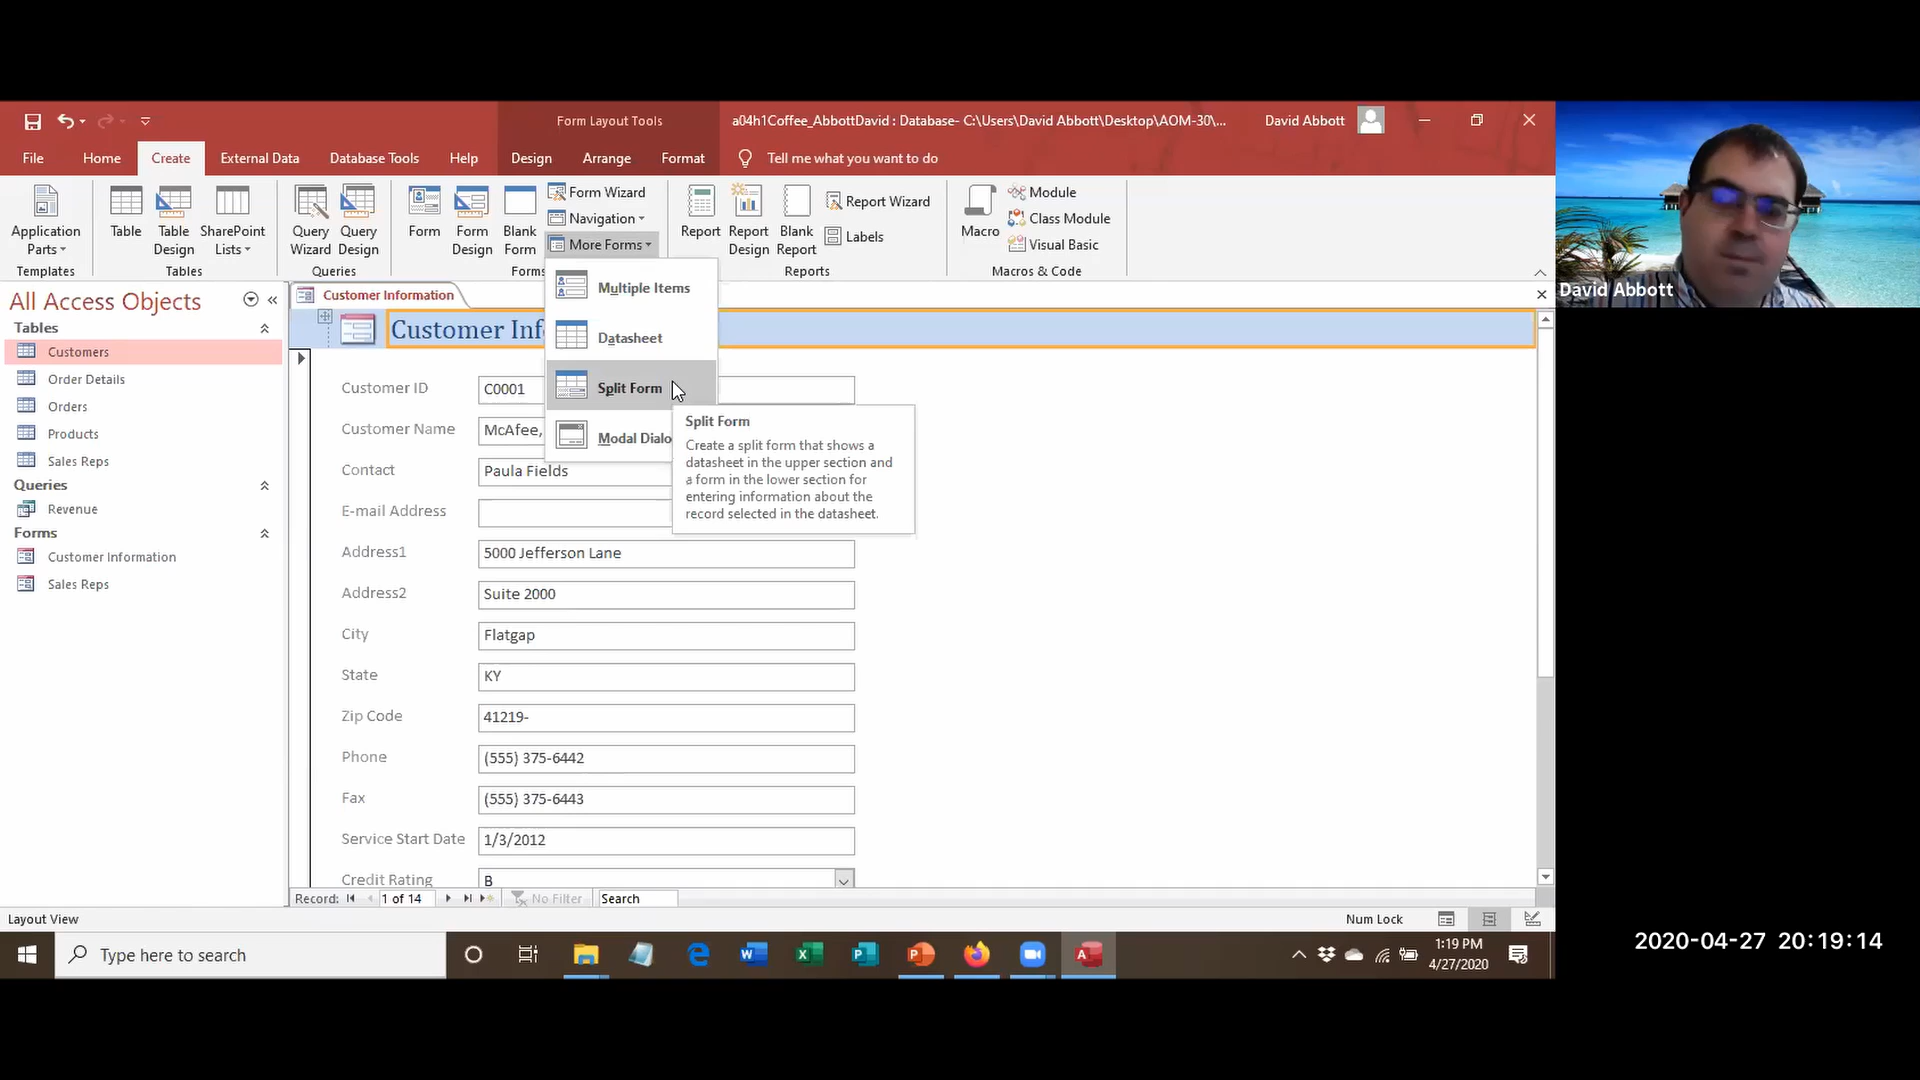 Form Layout Tools
a04h1Coffee_AbbottDavid : Database- C:\Users\David Abbott\Desktop\AOM-30\...
David Abbott
File
Home
Create
External Data
Database Tools
Help
Design
Arrange
Format
Tell me what you want to do
Application
Parts
Templates
Table
Table
Design
SharePoint
Lists
Tables
Query
Wizard
Query
Design
Queries
Form
Form
Design
Blank
Form
Form Wizard
Navigation
More Forms
Forms
Report
Report
Design
Blank
Report
Report Wizard
Labels
Reports
Macro
Module
Class Module
Visual Basic
Macros & Code
Multiple Items
Datasheet
Split Form
Modal Dialo
Split Form
Create a split form that shows a
datasheet in the upper section and
a form in the lower section for
entering information about the
record selected in the datasheet.
All Access Objects
Tables
Customers
Order Details
Orders
Products
Sales Reps
Queries
Revenue
Forms
Customer Information
Sales Reps
Customer Information
Customer Inf
Customer ID
C0001
Customer Name
McAfee,
Contact
Paula Fields
E-mail Address
Address1
5000 Jefferson Lane
Address2
Suite 2000
City
Flatgap
State
KY
Zip Code
41219-
Phone
(555) 375-6442
Fax
(555) 375-6443
Service Start Date
1/3/2012
Credit Rating
B
Record:
1 of 14
No Filter
Search
Layout View
Num Lock
Type here to search
1:19 PM
4/27/2020
David Abbott
2020-04-27 20:19:14